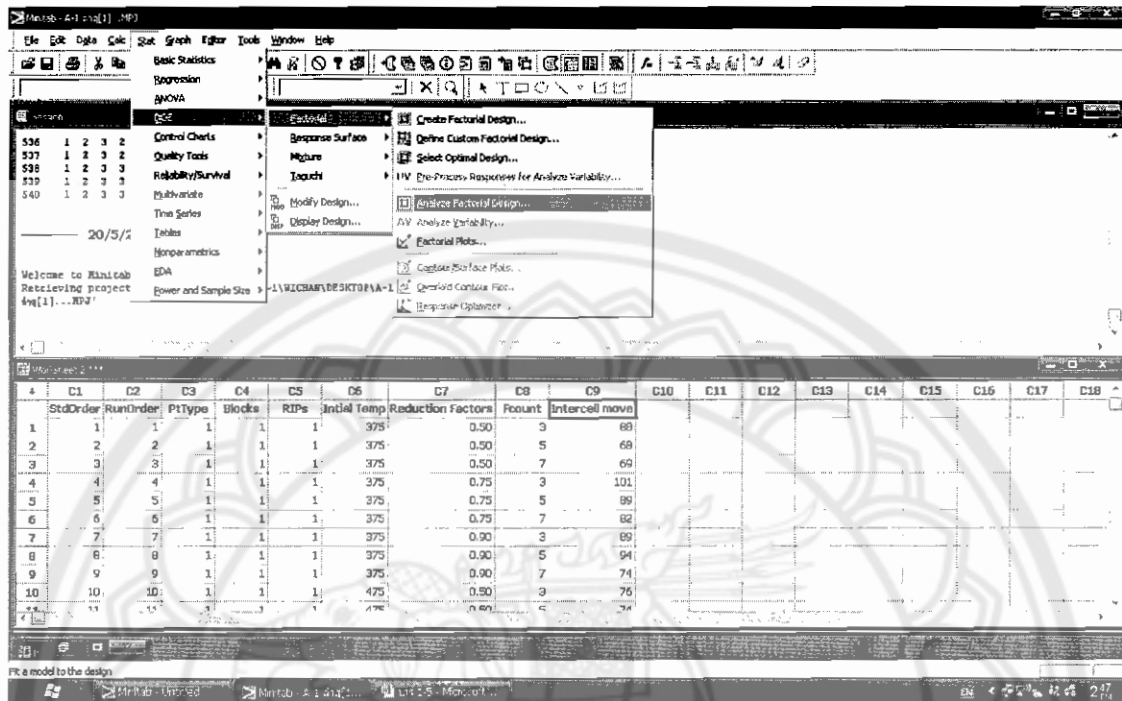 File Edit Data Calc Stat Graph Editor Tools Window Help
Basic Statistics
Regression
ANOVA
DOE
Control Charts
Quality Tools
Reliability/Survival
Multivariate
Time Series
Tables
Nonparametrics
EDA
Power and Sample Size
Factorial
Response Surface
Mixture
Taguchi
Modify Design...
Display Design...
Create Factorial Design...
Define Custom Factorial Design...
Select Optimal Design...
Pre-Process Responses for Analyze Variability...
Analyze Factorial Design...
Analyze Variability...
Factorial Plots...
Contour/Surface Plots...
Overlaid Contour Plot...
Response Optimizer...
Session
536 1 2 3 2
537 1 2 3 2
538 1 2 3 3
539 1 2 3 3
540 1 2 3 3
20/5/2
Welcome to Minitab
Retrieving project
~1\WICHAN\DESKTOP\A-1
Worksheet 2 ***
C1 C2 C3 C4 C5 C6 C7 C8 C9 C10 C11 C12 C13 C14 C15 C16 C17 C18
StdOrder RunOrder PtType Blocks RIPs Intial Temp Reduction Factors Fcount Intercell move
1 1 1 1 1 1 375 0.50 3 88
2 2 2 1 1 1 375 0.50 5 68
3 3 3 1 1 1 375 0.50 7 69
4 4 4 1 1 1 375 0.75 3 101
5 5 5 1 1 1 375 0.75 5 89
6 6 6 1 1 1 375 0.75 7 82
7 7 7 1 1 1 375 0.90 3 89
8 8 8 1 1 1 375 0.90 5 94
9 9 9 1 1 1 375 0.90 7 74
10 10 10 1 1 1 475 0.50 3 76
Fit a model to the design
Minitab - Untitled
EN
2:47